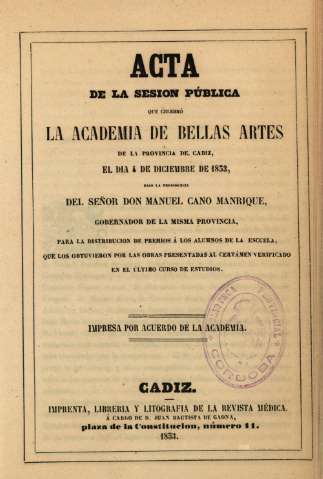 ACTA
DE LA SESION PÚBLICA
QUE CELEBRÓ
LA ACADEMIA DE BELLAS ARTES
DE LA PROVINCIA DE CADIZ,
EL DIA 4 DE DICIEMBRE DE 1852,
BAJO LA PRESIDENCIA
DEL SEÑOR DON MANUEL CANO MANRIQUE,
GOBERNADOR DE LA MISMA PROVINCIA,
PARA LA DISTRIBUCION DE PREMIOS Á LOS ALUMNOS DE LA ESCUELA;
QUE LOS OBTUVIERON POR LAS OBRAS PRESENTADAS AL CERTÁMEN VERIFICADO
EN EL ULTIMO CURSO DE ESTUDIOS.
IMPRESA POR ACUERDO DE LA ACADEMIA.
CORDOBA
CADIZ.
IMPRENTA, LIBRERIA Y LITOGRAFIA DE LA REVISTA MÉDICA.
Á CARGO DE D. JUAN BAUTISTA DE GAONA,
plaza de la Constitucion, número 11.
1853.